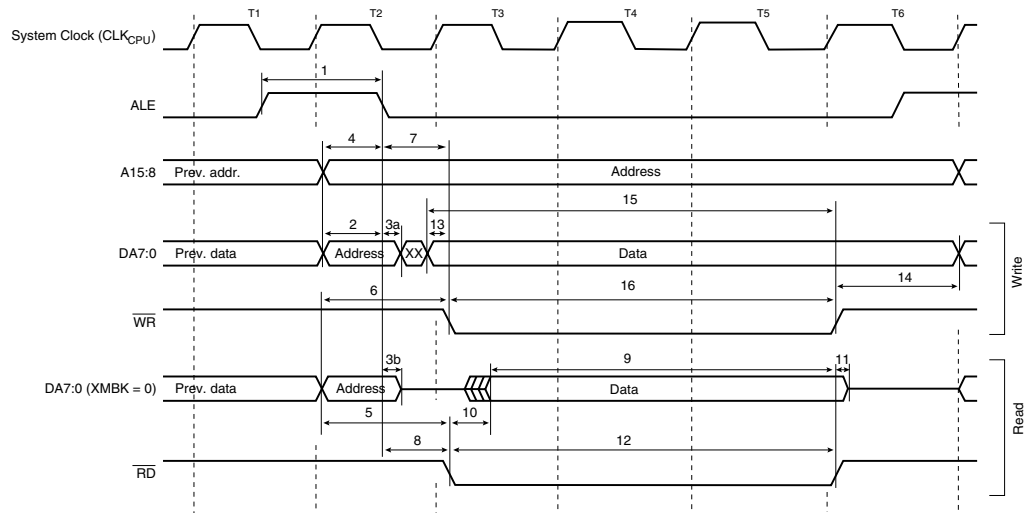 T1 T2 T3 T4 T5 T6
System Clock (CLKCPU)
1
ALE
4 7
A15:8 Prev. addr. Address
15
2 3a 13
DA7:0 Prev. data Address XX Data
14
6 16
WR
Write
3b 9 11
DA7:0 (XMBK = 0) Prev. data Address Data
5 10
8 12
RD
Read